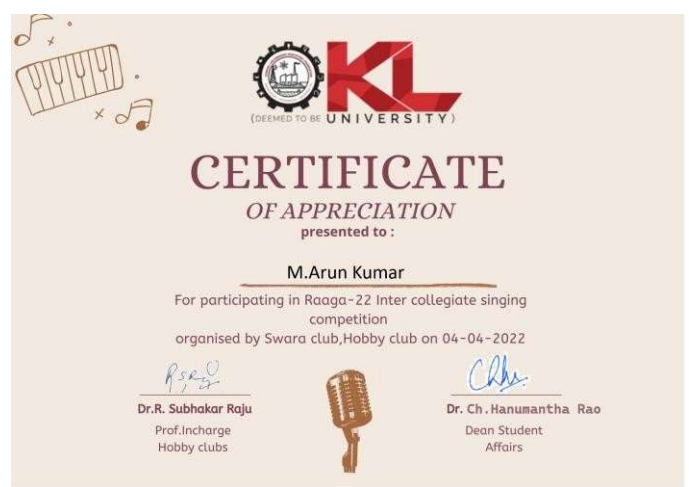 KL
(DEEMED TO BE UNIVERSITY)
CERTIFICATE
OF APPRECIATION
presented to :
M.Arun Kumar
For participating in Raaga-22 Inter collegiate singing
competition
organised by Swara club,Hobby club on 04-04-2022
Dr.R. Subhakar Raju
Prof.Incharge
Hobby clubs
Dr. Ch.Hanumantha Rao
Dean Student
Affairs